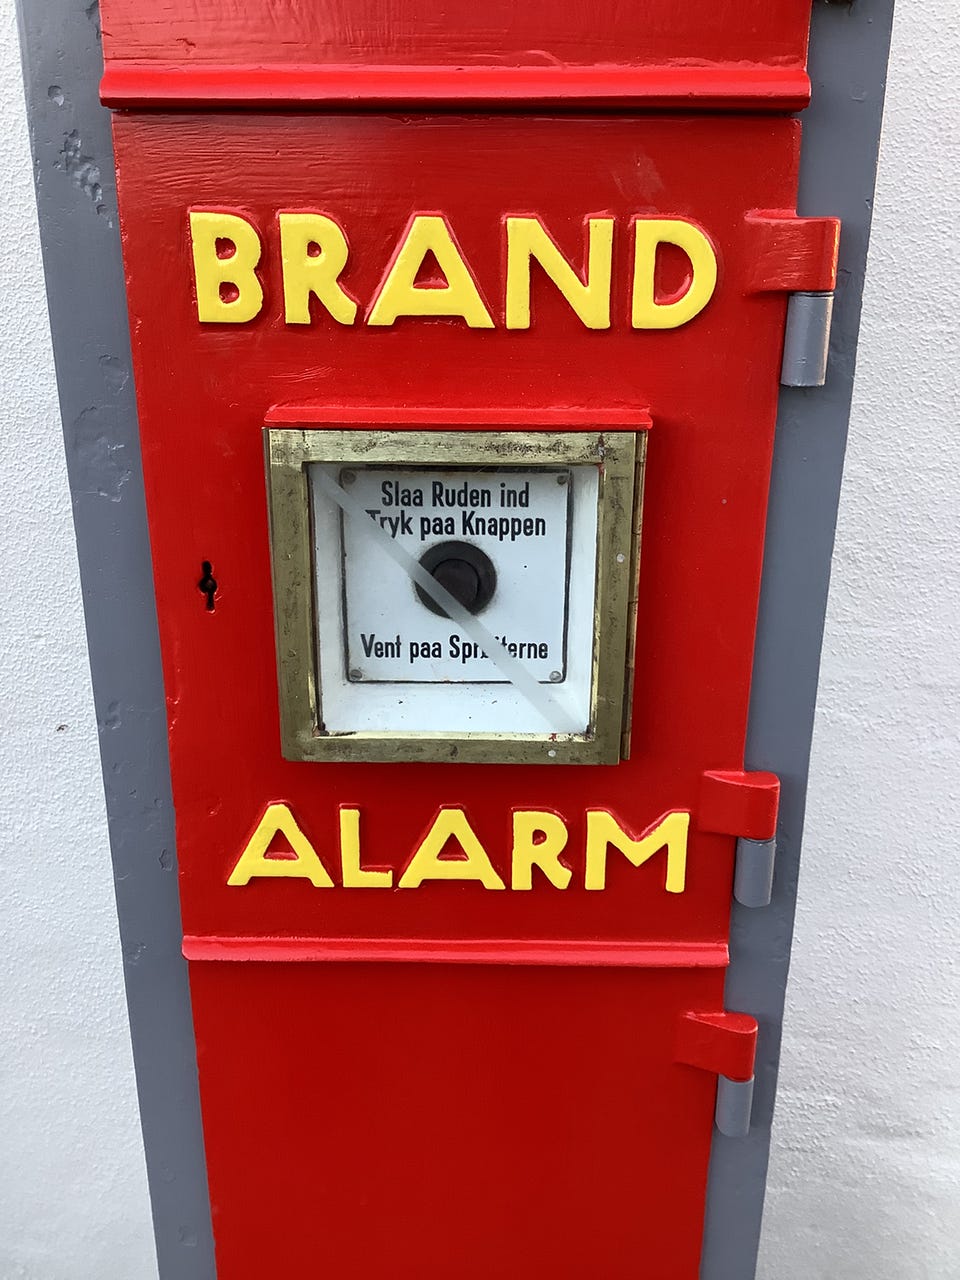 BRAND
Slaa Ruden ind
Tryk paa Knappen
Vent paa
ALARM